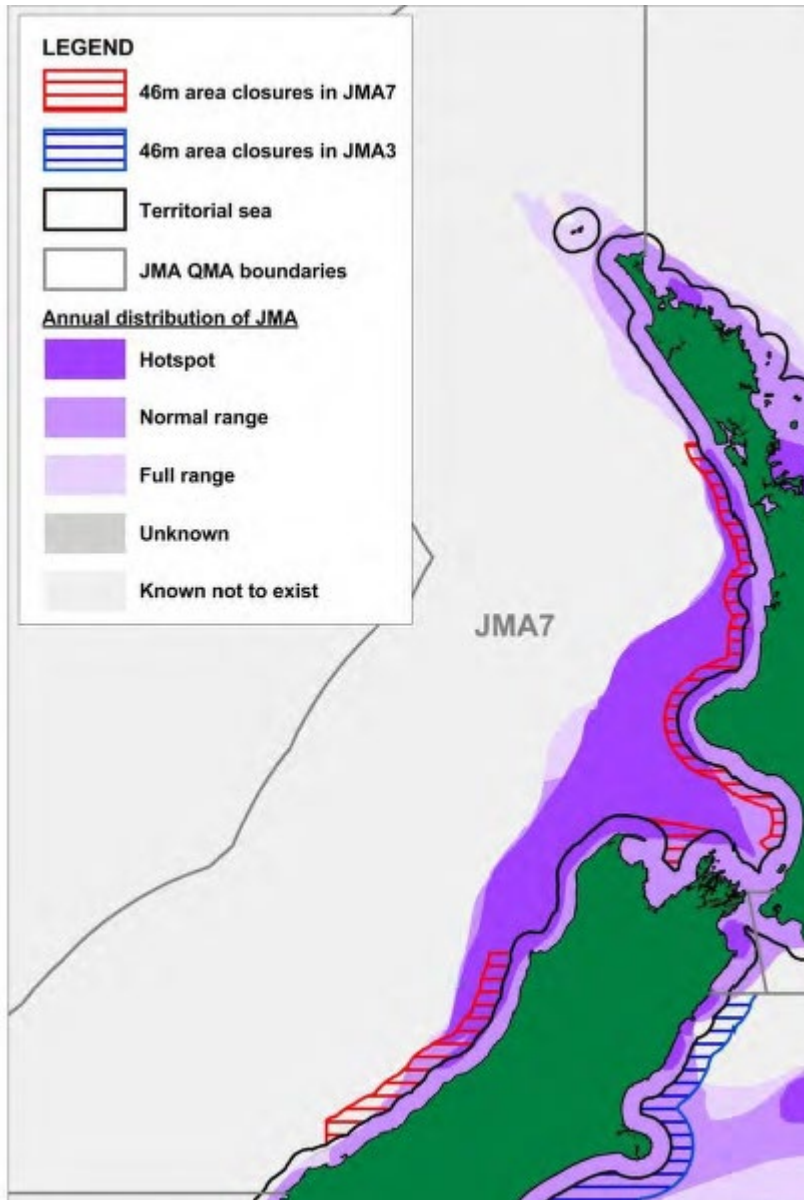 LEGEND
46m area closures in JMA7
46m area closures in JMA3
Territorial sea
JMA QMA boundaries
Annual distribution of JMA
Hotspot
Normal range
Full range
Unknown
Known not to exist
JMA7